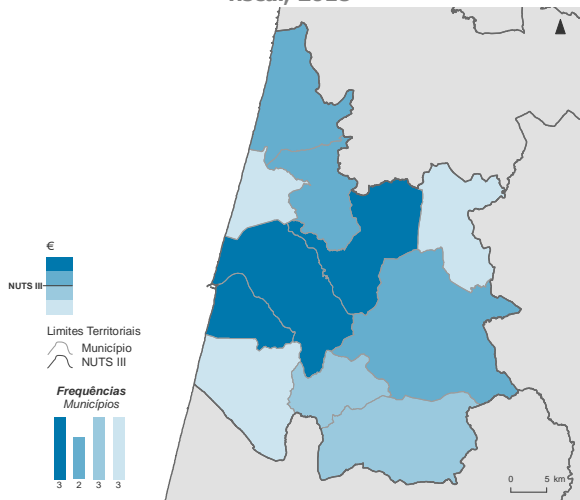 €
NUTS III
Limites Territoriais
Município
NUTS III
Frequências
Municípios
3 2 3 3
0 5 km